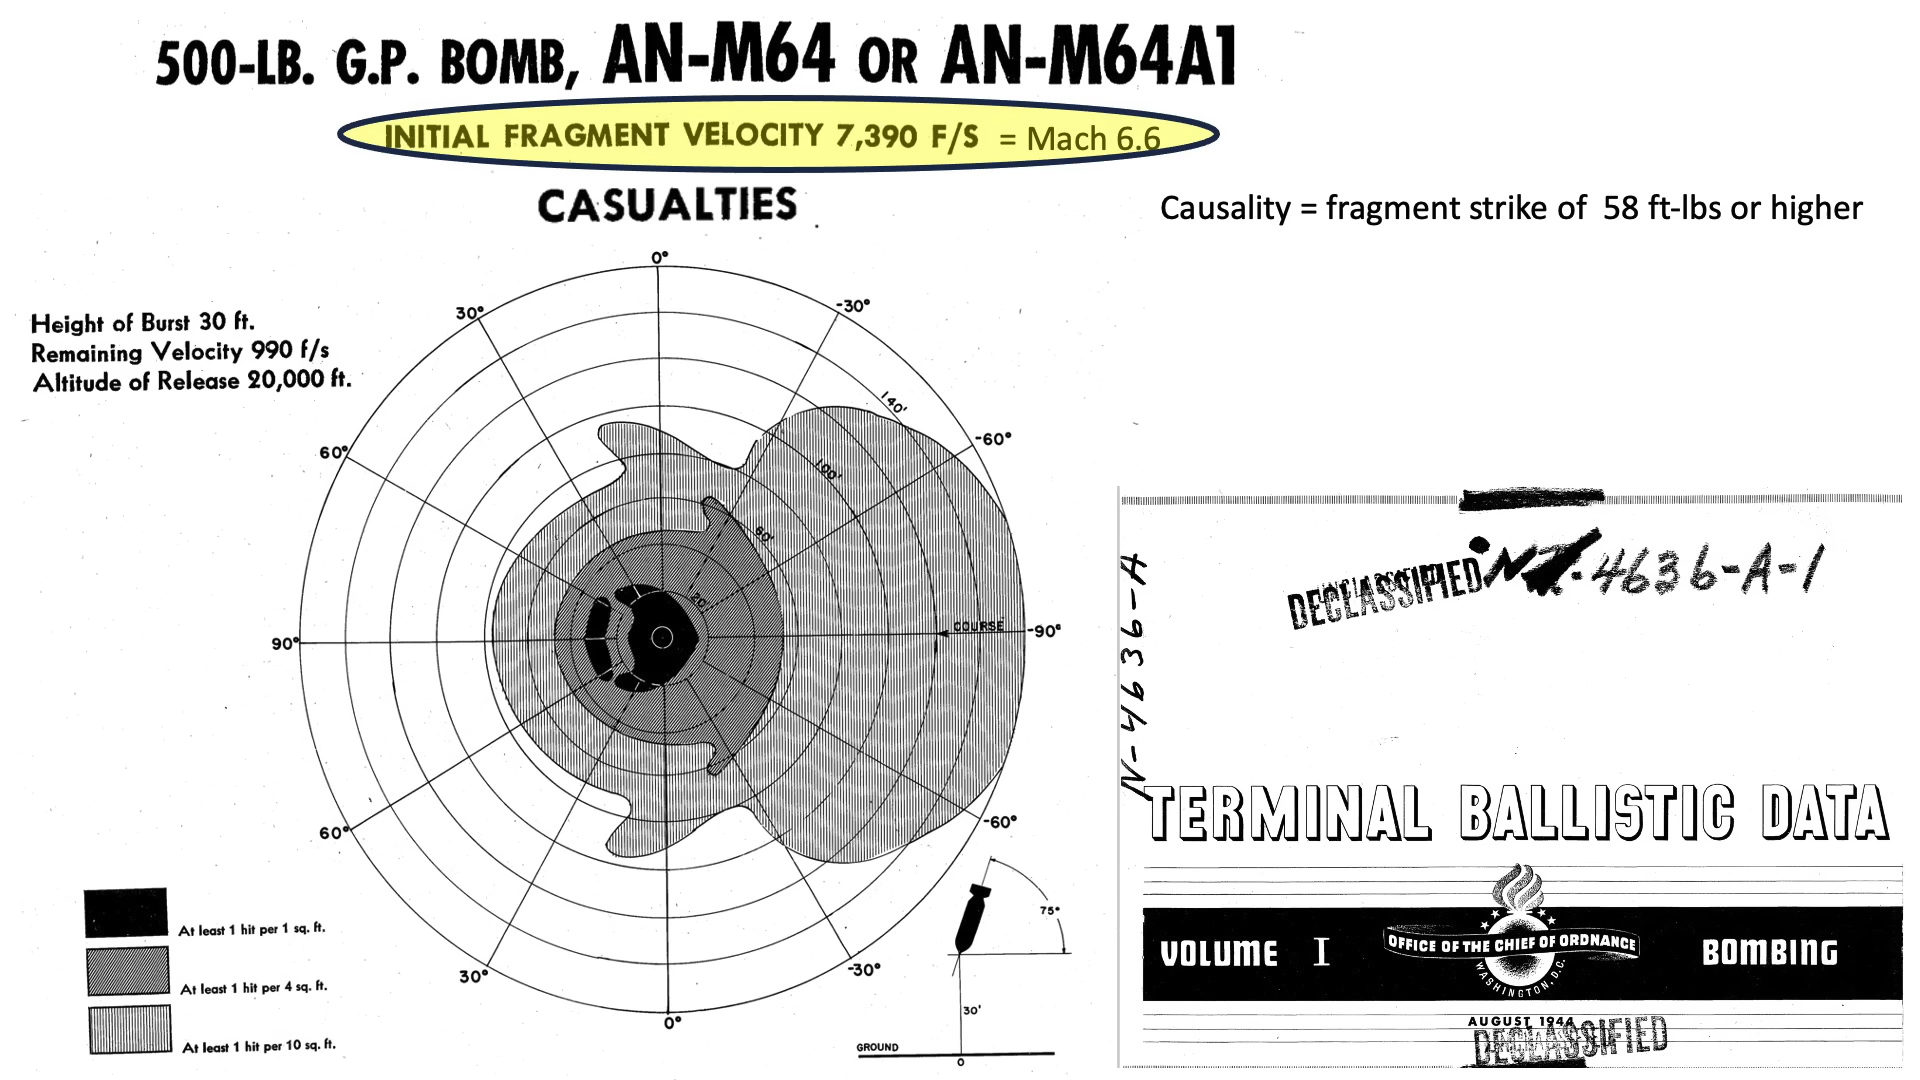 500-LB. G.P. BOMB, AN-M64 OR AN-M64A1
INITIAL FRAGMENT VELOCITY 7,390 F/S = Mach 6.6
CASUALTIES
Causality = fragment strike of 58 ft-lbs or higher
Height of Burst 30 ft.
Remaining Velocity 990 f/s
Altitude of Release 20,000 ft.
0°
30°
-30°
140'
60°
-60°
100'
60'
20'
90°
COURSE
-90°
60°
-60°
30°
-30°
0°
At least 1 hit per 1 sq. ft.
At least 1 hit per 4 sq. ft.
At least 1 hit per 10 sq. ft.
75°
30'
GROUND
0
DECLASSIFIED
4636-A-1
N-4636-A
TERMINAL BALLISTIC DATA
VOLUME I
OFFICE OF THE CHIEF OF ORDNANCE
WASHINGTON, D.C.
BOMBING
AUGUST 1944
DECLASSIFIED